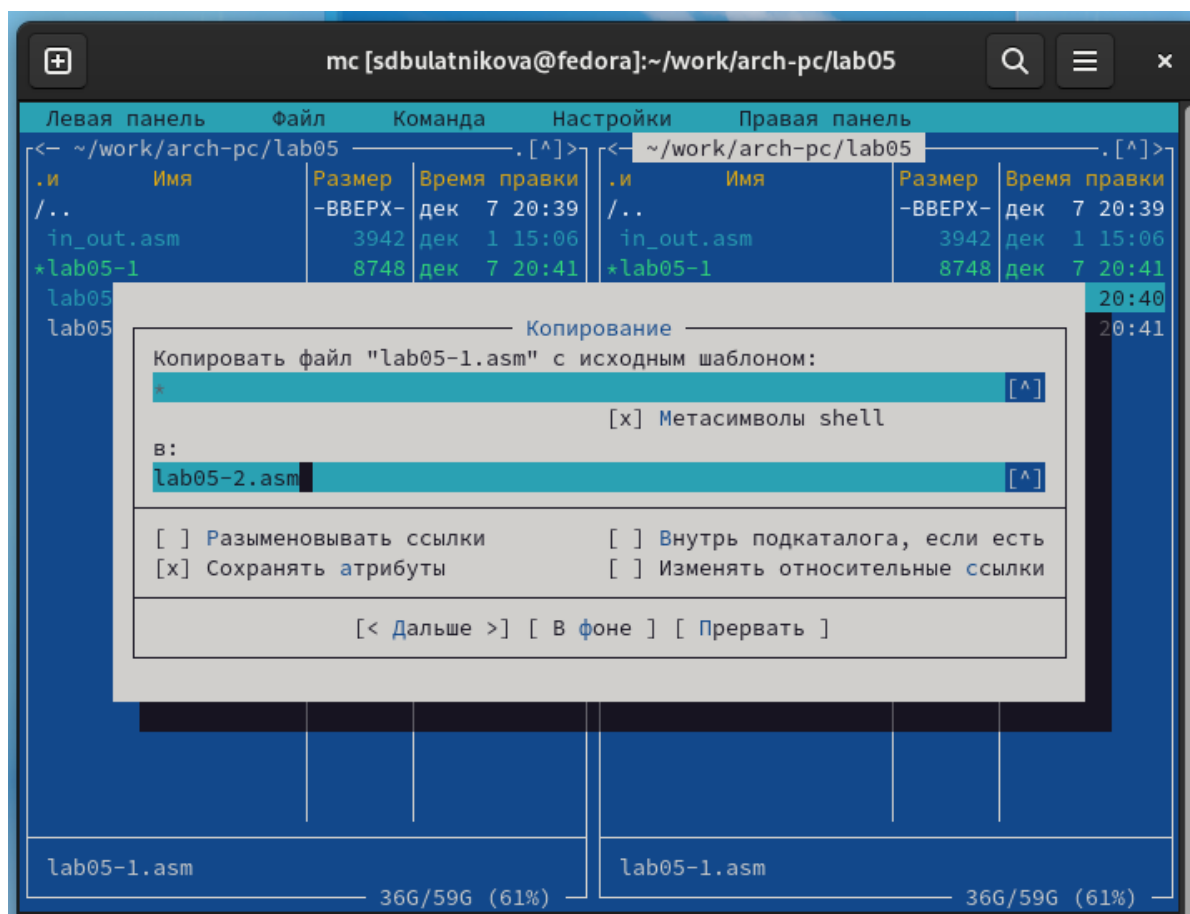 mc [sdbulatnikova@fedora]:~/work/arch-pc/lab05
Левая панель Файл Команда Настройки Правая панель
<— ~/work/arch-pc/lab05 .[^]> <— ~/work/arch-pc/lab05 .[^]>
.и Имя Размер Время правки .и Имя Размер Время правки
/.. -ВВЕРХ- дек 7 20:39 /.. -ВВЕРХ- дек 7 20:39
in_out.asm 3942 дек 1 15:06 in_out.asm 3942 дек 1 15:06
*lab05-1 8748 дек 7 20:41 *lab05-1 8748 дек 7 20:41
lab05 20:40
lab05 20:41
Копирование
Копировать файл "lab05-1.asm" с исходным шаблоном:
* [^]
[x] Метасимволы shell
в:
lab05-2.asm [^]
[ ] Разыменовывать ссылки [ ] Внутрь подкаталога, если есть
[x] Сохранять атрибуты [ ] Изменять относительные ссылки
[< Дальше >] [ В фоне ] [ Прервать ]
lab05-1.asm lab05-1.asm
36G/59G (61%) 36G/59G (61%)